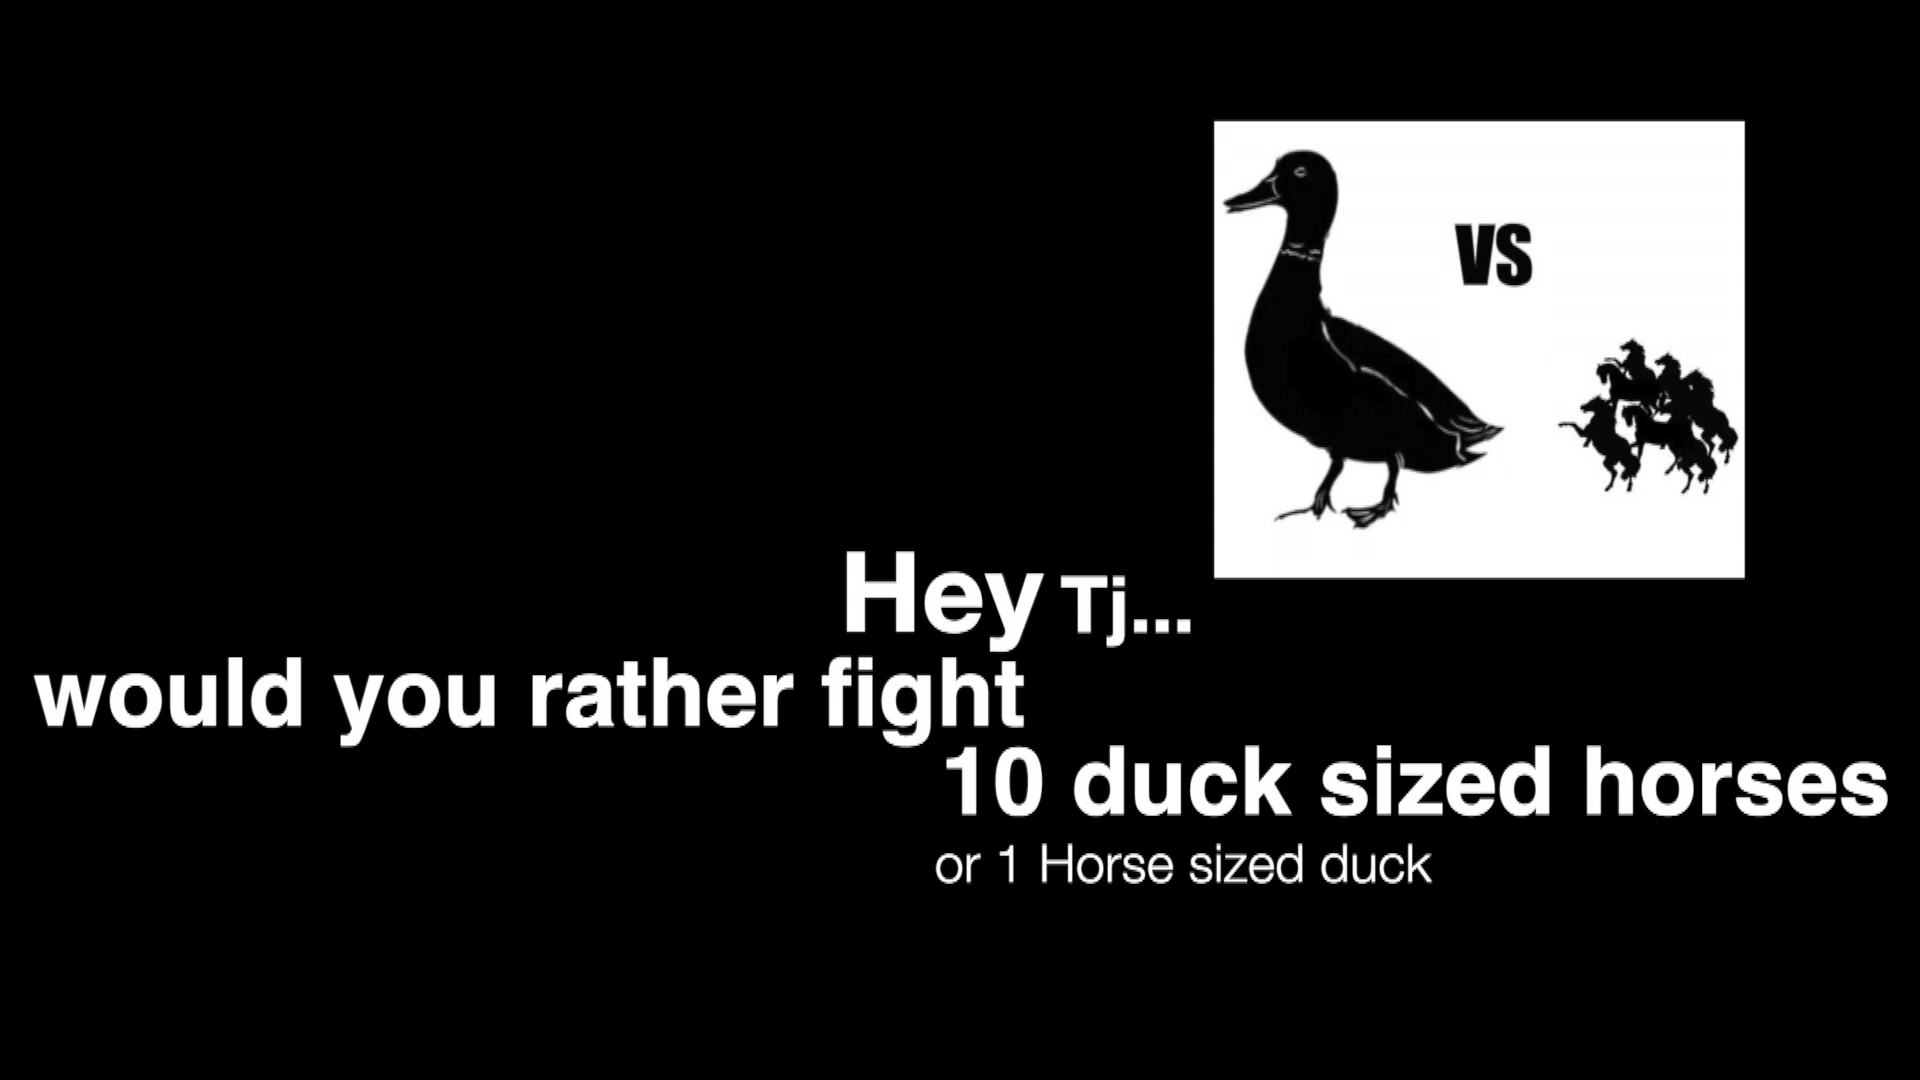 VS
Hey Tj...
would you rather fight
10 duck sized horses
or 1 Horse sized duck